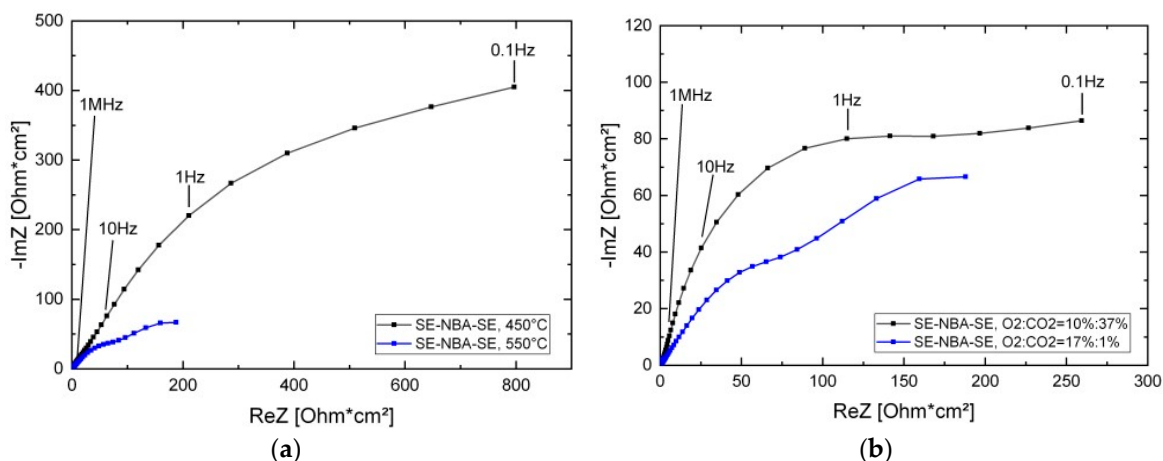 500
400
300
200
100
0
0
200
400
600
800
-ImZ [Ohm*cm²]
ReZ [Ohm*cm²]
1MHz
10Hz
1Hz
0.1Hz
SE-NBA-SE, 450°C
SE-NBA-SE, 550°C
(a)
120
100
80
60
40
20
0
0
50
100
150
200
250
300
-ImZ [Ohm*cm²]
ReZ [Ohm*cm²]
1MHz
10Hz
1Hz
0.1Hz
SE-NBA-SE, O2:CO2=10%:37%
SE-NBA-SE, O2:CO2=17%:1%
(b)